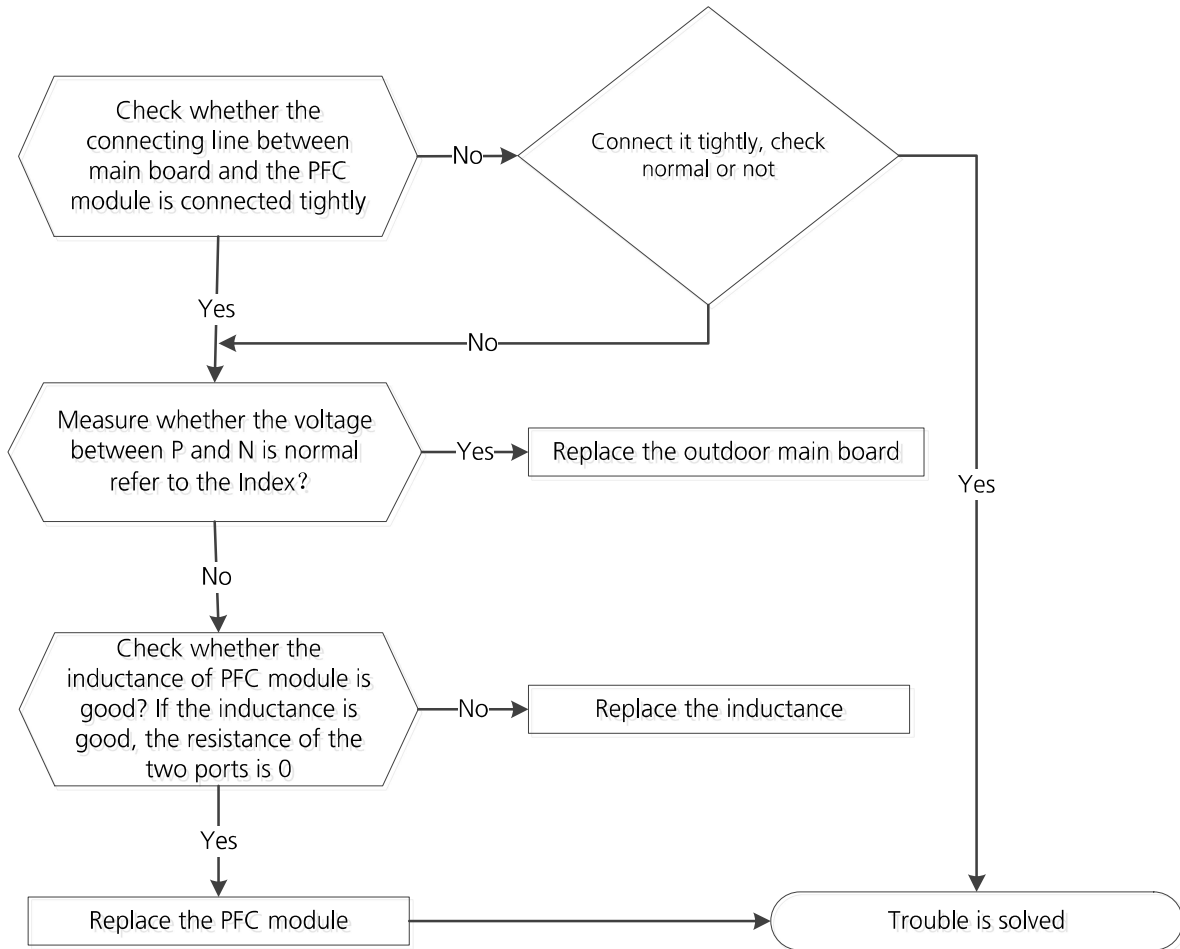 Check whether the
connecting line between
main board and the PFC
module is connected tightly
No
Connect it tightly, check
normal or not
Yes
No
Measure whether the voltage
between P and N is normal
refer to the Index?
Yes
Replace the outdoor main board
Yes
No
Check whether the
inductance of PFC module is
good? If the inductance is
good, the resistance of the
two ports is 0
No
Replace the inductance
Yes
Replace the PFC module
Trouble is solved